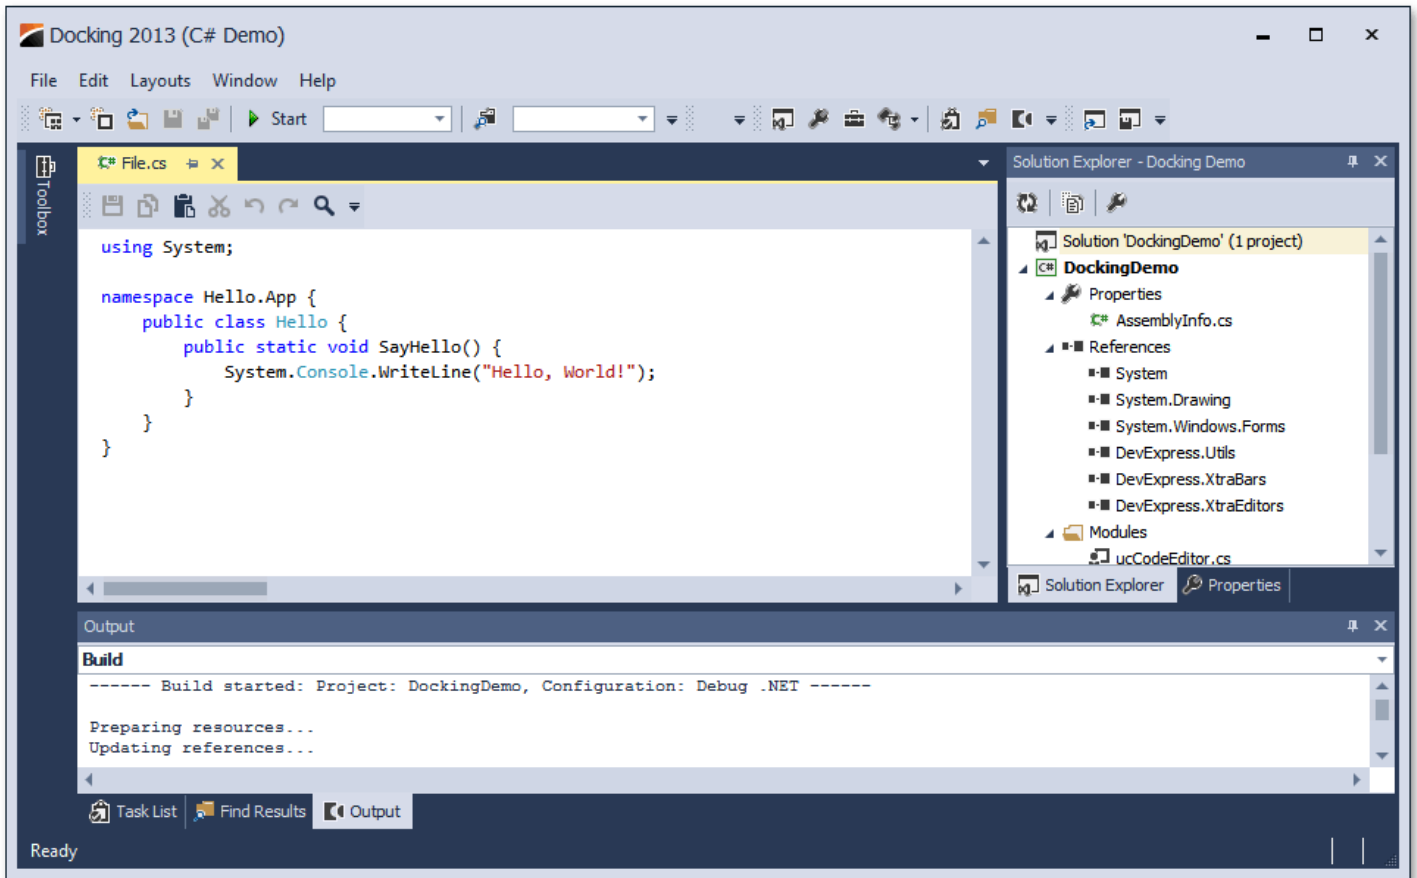 Docking 2013 (C# Demo)
File Edit Layouts Window Help
Start
Toolbox
C# File.cs
using System;
namespace Hello.App {
public class Hello {
public static void SayHello() {
System.Console.WriteLine("Hello, World!");
}
}
}
Solution Explorer - Docking Demo
Solution 'DockingDemo' (1 project)
C# DockingDemo
Properties
C# AssemblyInfo.cs
References
System
System.Drawing
System.Windows.Forms
DevExpress.Utils
DevExpress.XtraBars
DevExpress.XtraEditors
Modules
ucCodeEditor.cs
Solution Explorer Properties
Output
Build
------ Build started: Project: DockingDemo, Configuration: Debug .NET ------
Preparing resources...
Updating references...
Task List Find Results Output
Ready